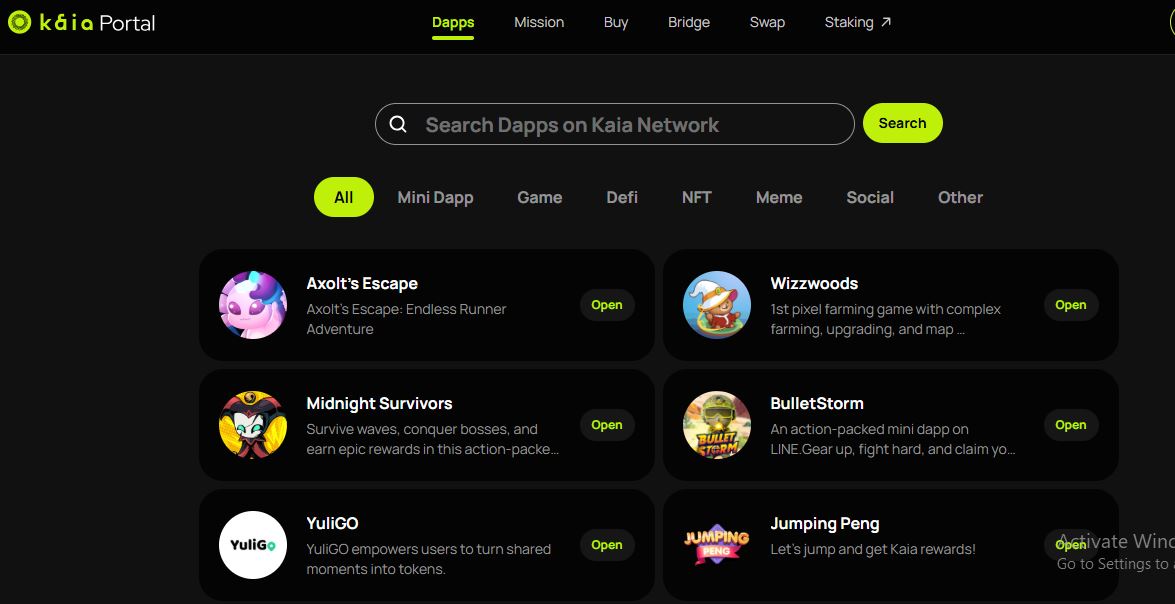 kaia Portal
Dapps Mission Buy Bridge Swap Staking ↗
Search Dapps on Kaia Network Search
All Mini Dapp Game Defi NFT Meme Social Other
Axolt's Escape
Axolt's Escape: Endless Runner
Adventure
Open
Wizzwoods
1st pixel farming game with complex
farming, upgrading, and map ...
Open
Midnight Survivors
Survive waves, conquer bosses, and
earn epic rewards in this action-packe...
Open
BULLET
STORM
BulletStorm
An action-packed mini dapp on
LINE.Gear up, fight hard, and claim yo...
Open
YuliGo
YuliGO
YuliGO empowers users to turn shared
moments into tokens.
Open
JUMPING
PENG
Jumping Peng
Let's jump and get Kaia rewards!
Open
Activate Wind
Go to Settings to a